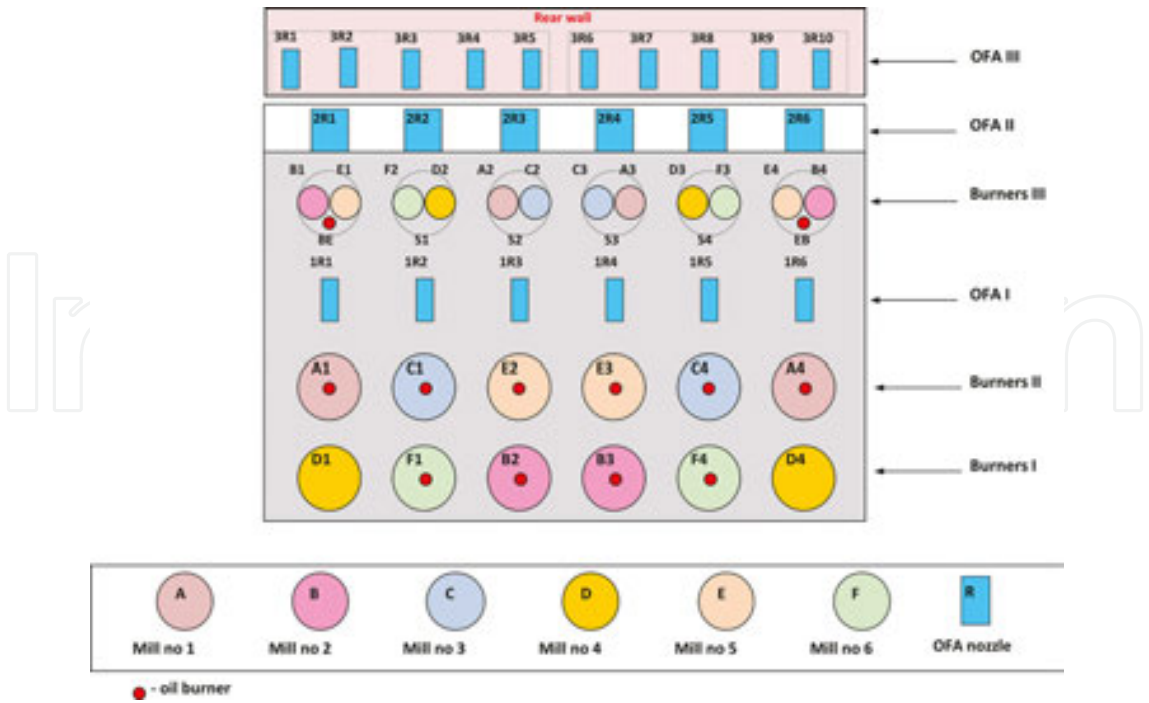 Rear wall
3R1 3R2 3R3 3R4 3R5 3R6 3R7 3R8 3R9 3R10
OFA III
2R1 2R2 2R3 2R4 2R5 2R6
OFA II
B1 E1 F2 D2 A2 C2 C3 A3 D3 F3 E4 B4
Burners III
BE S1 S2 S3 S4 EB
1R1 1R2 1R3 1R4 1R5 1R6
OFA I
A1 C1 E2 E3 C4 A4
Burners II
D1 F1 B2 B3 F4 D4
Burners I
A B C D E F R
Mill no 1 Mill no 2 Mill no 3 Mill no 4 Mill no 5 Mill no 6 OFA nozzle
- oil burner